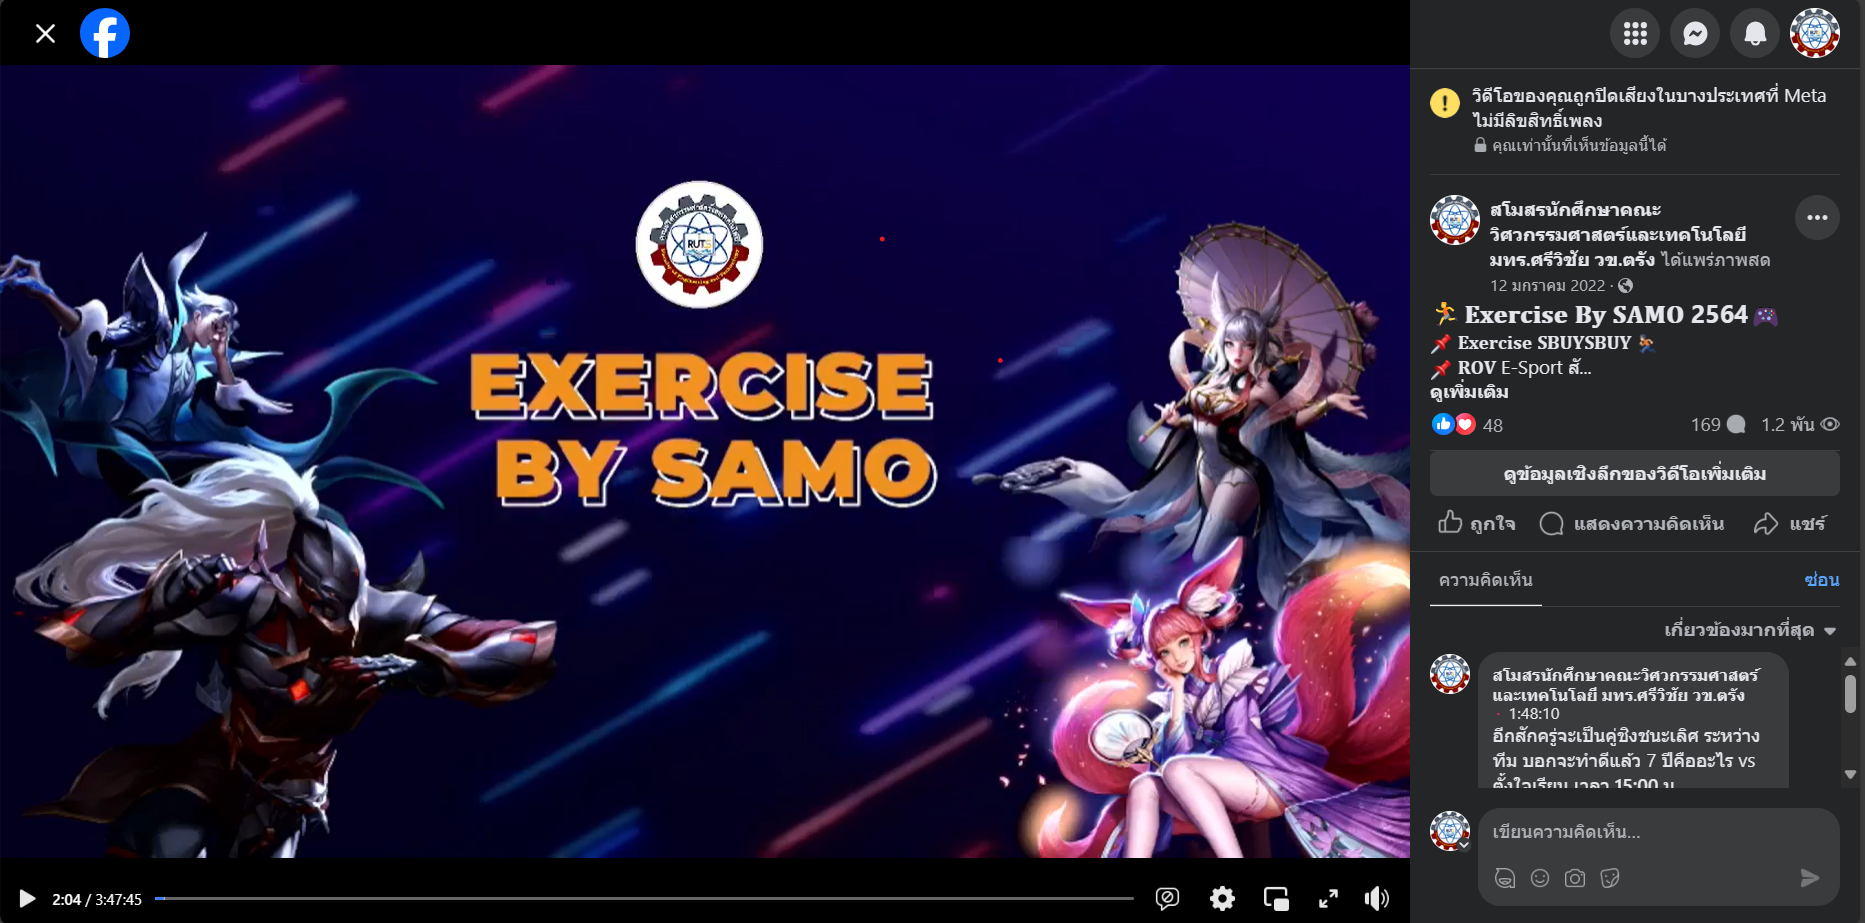 RUTS
EXERCISE
BY SAMO
2:04 / 3:47:45
วิดีโอของคุณถูกปิดเสียงในบางประเทศที่ Meta
ไม่มีลิขสิทธิ์เพลง
คุณเท่านั้นที่เห็นข้อมูลนี้ได้
สโมสรนักศึกษาคณะ
วิศวกรรมศาสตร์และเทคโนโลยี
มทร.ศรีวิชัย วข.ตรัง ได้แพร่ภาพสด
12 มกราคม 2022 ·
🏃 Exercise By SAMO 2564 🎮
📌 Exercise SBUYSBUY 🏃
📌 ROV E-Sport สั...
ดูเพิ่มเติม
48 169 1.2 พัน
ดูข้อมูลเชิงลึกของวิดีโอเพิ่มเติม
ถูกใจ แสดงความคิดเห็น แชร์
ความคิดเห็น ซ่อน
เกี่ยวข้องมากที่สุด
สโมสรนักศึกษาคณะวิศวกรรมศาสตร์
และเทคโนโลยี มทร.ศรีวิชัย วข.ตรัง
· 1:48:10
อีกสักครู่จะเป็นคู่ชิงชนะเลิศ ระหว่าง
ทีม บอกจะทำดีแล้ว 7 ปีคืออะไร vs
ตั้งใจเรียน เวลา 15:00 น
เขียนความคิดเห็น...